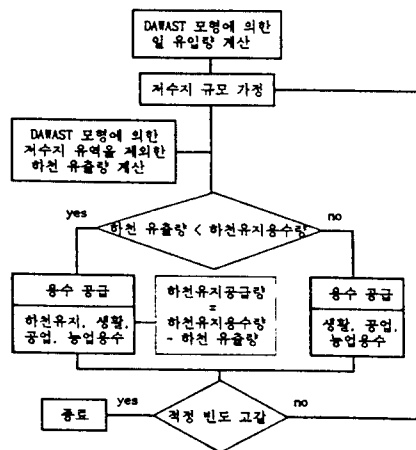 DAWAST 모형에 의한
일 유입량 계산
저수지 규모 가정
DAWAST 모형에 의한
저수지 유역을 제외한
하천 유출량 계산
yes
no
하천 유출량 < 하천유지용수량
용수 공급
하천유지, 생활,
공업, 농업용수
하천유지공급량
=
하천유지용수량
- 하천 유출량
용수 공급
생활, 공업,
농업용수
종료
yes
적정 빈도 고갈
no